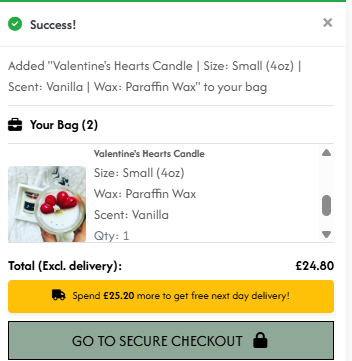 Success!
Added "Valentine's Hearts Candle | Size: Small (4oz) |
Scent: Vanilla | Wax: Paraffin Wax" to your bag
Your Bag (2)
Valentine's Hearts Candle
Size: Small (4oz)
Wax: Paraffin Wax
Scent: Vanilla
Qty: 1
Total (Excl. delivery): £24.80
Spend £25.20 more to get free next day delivery!
GO TO SECURE CHECKOUT